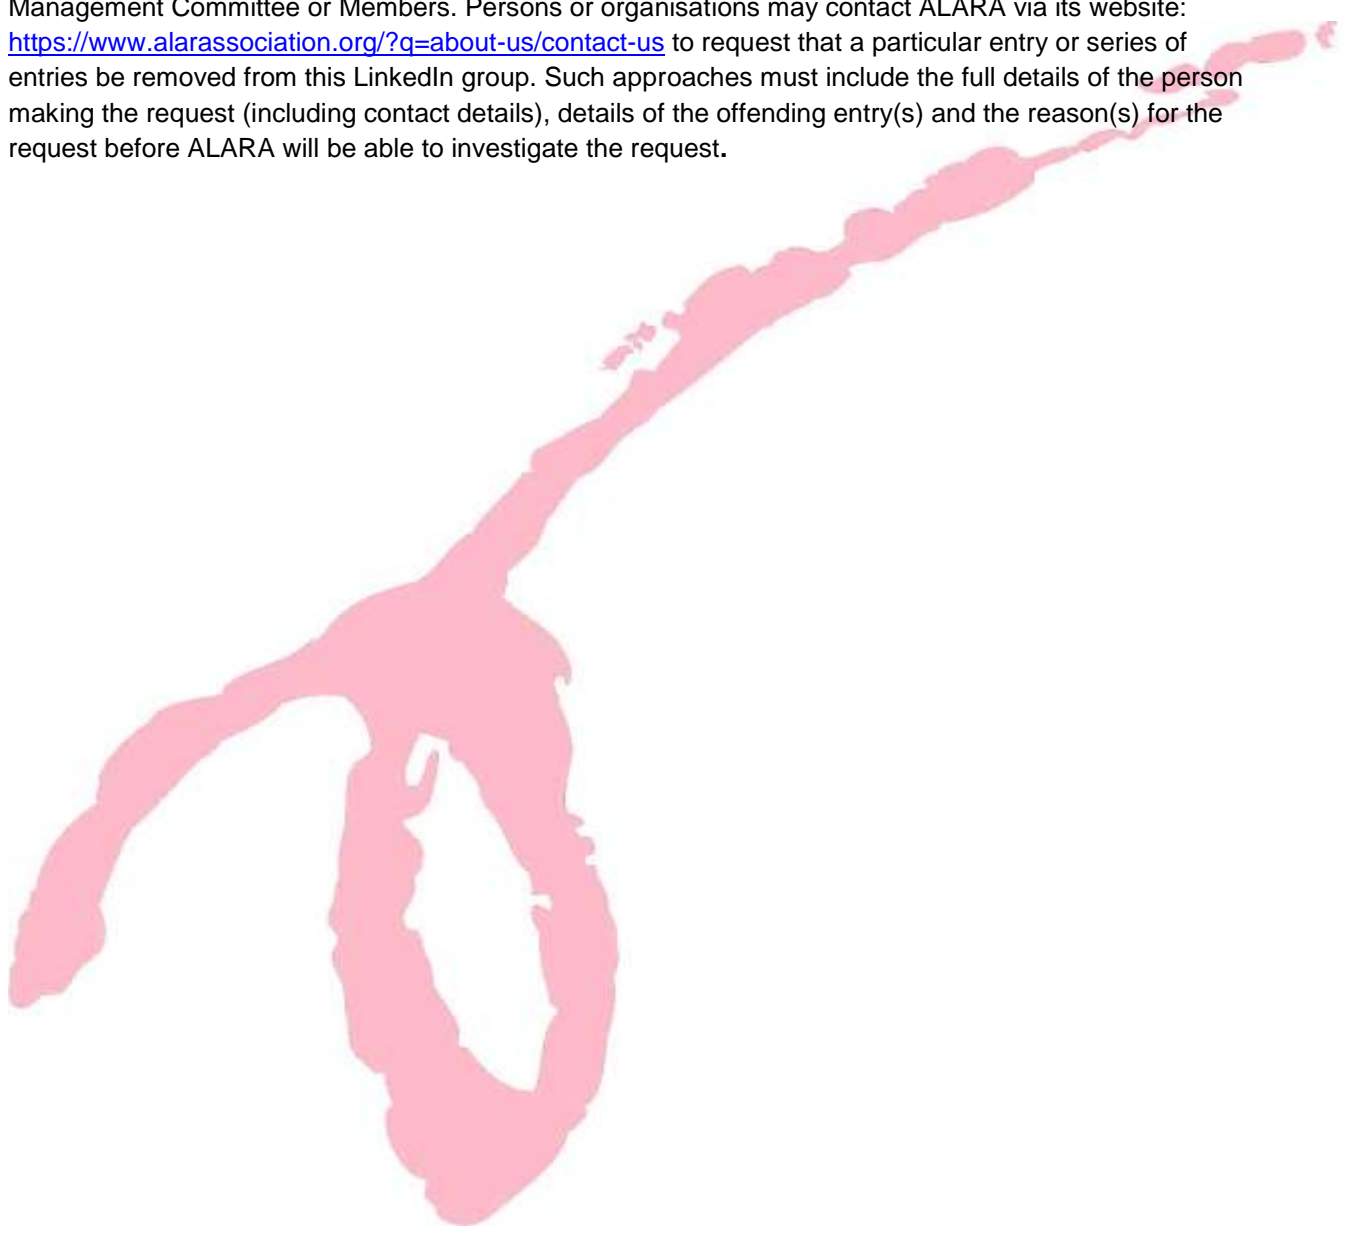 Management Committee or Members. Persons or organisations may contact ALARA via its website:
https://www.alarassociation.org/?q=about-us/contact-us to request that a particular entry or series of
entries be removed from this LinkedIn group. Such approaches must include the full details of the person
making the request (including contact details), details of the offending entry(s) and the reason(s) for the
request before ALARA will be able to investigate the request.